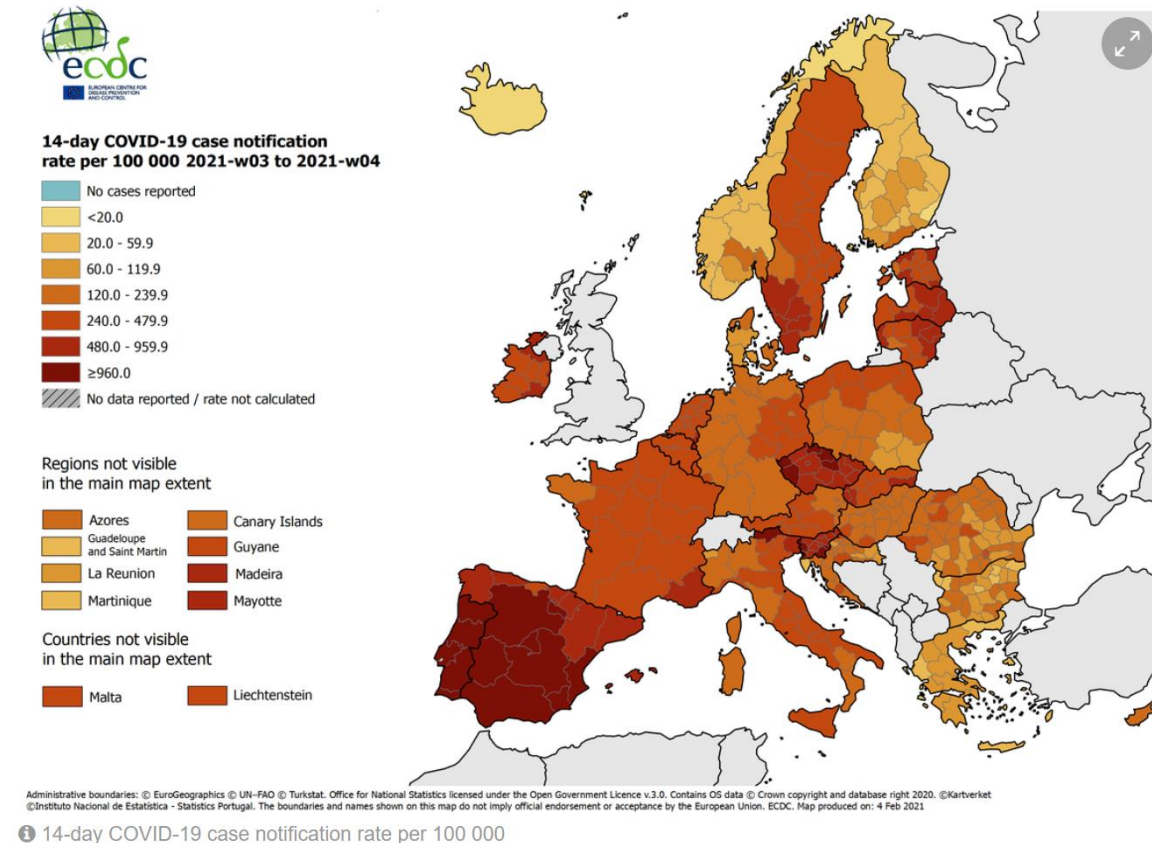 ecdc
EUROPEAN CENTRE FOR
DISEASE PREVENTION
AND CONTROL
14-day COVID-19 case notification
rate per 100 000 2021-w03 to 2021-w04
No cases reported
<20.0
20.0 - 59.9
60.0 - 119.9
120.0 - 239.9
240.0 - 479.9
480.0 - 959.9
≥960.0
No data reported / rate not calculated
Regions not visible
in the main map extent
Azores
Canary Islands
Guadeloupe
and Saint Martin
Guyane
La Reunion
Madeira
Martinique
Mayotte
Countries not visible
in the main map extent
Malta
Liechtenstein
Administrative boundaries: © EuroGeographics © UN–FAO © Turkstat. Office for National Statistics licensed under the Open Government Licence v.3.0. Contains OS data © Crown copyright and database right 2020. ©Kartverket
©Instituto Nacional de Estatística - Statistics Portugal. The boundaries and names shown on this map do not imply official endorsement or acceptance by the European Union. ECDC. Map produced on: 4 Feb 2021
14-day COVID-19 case notification rate per 100 000